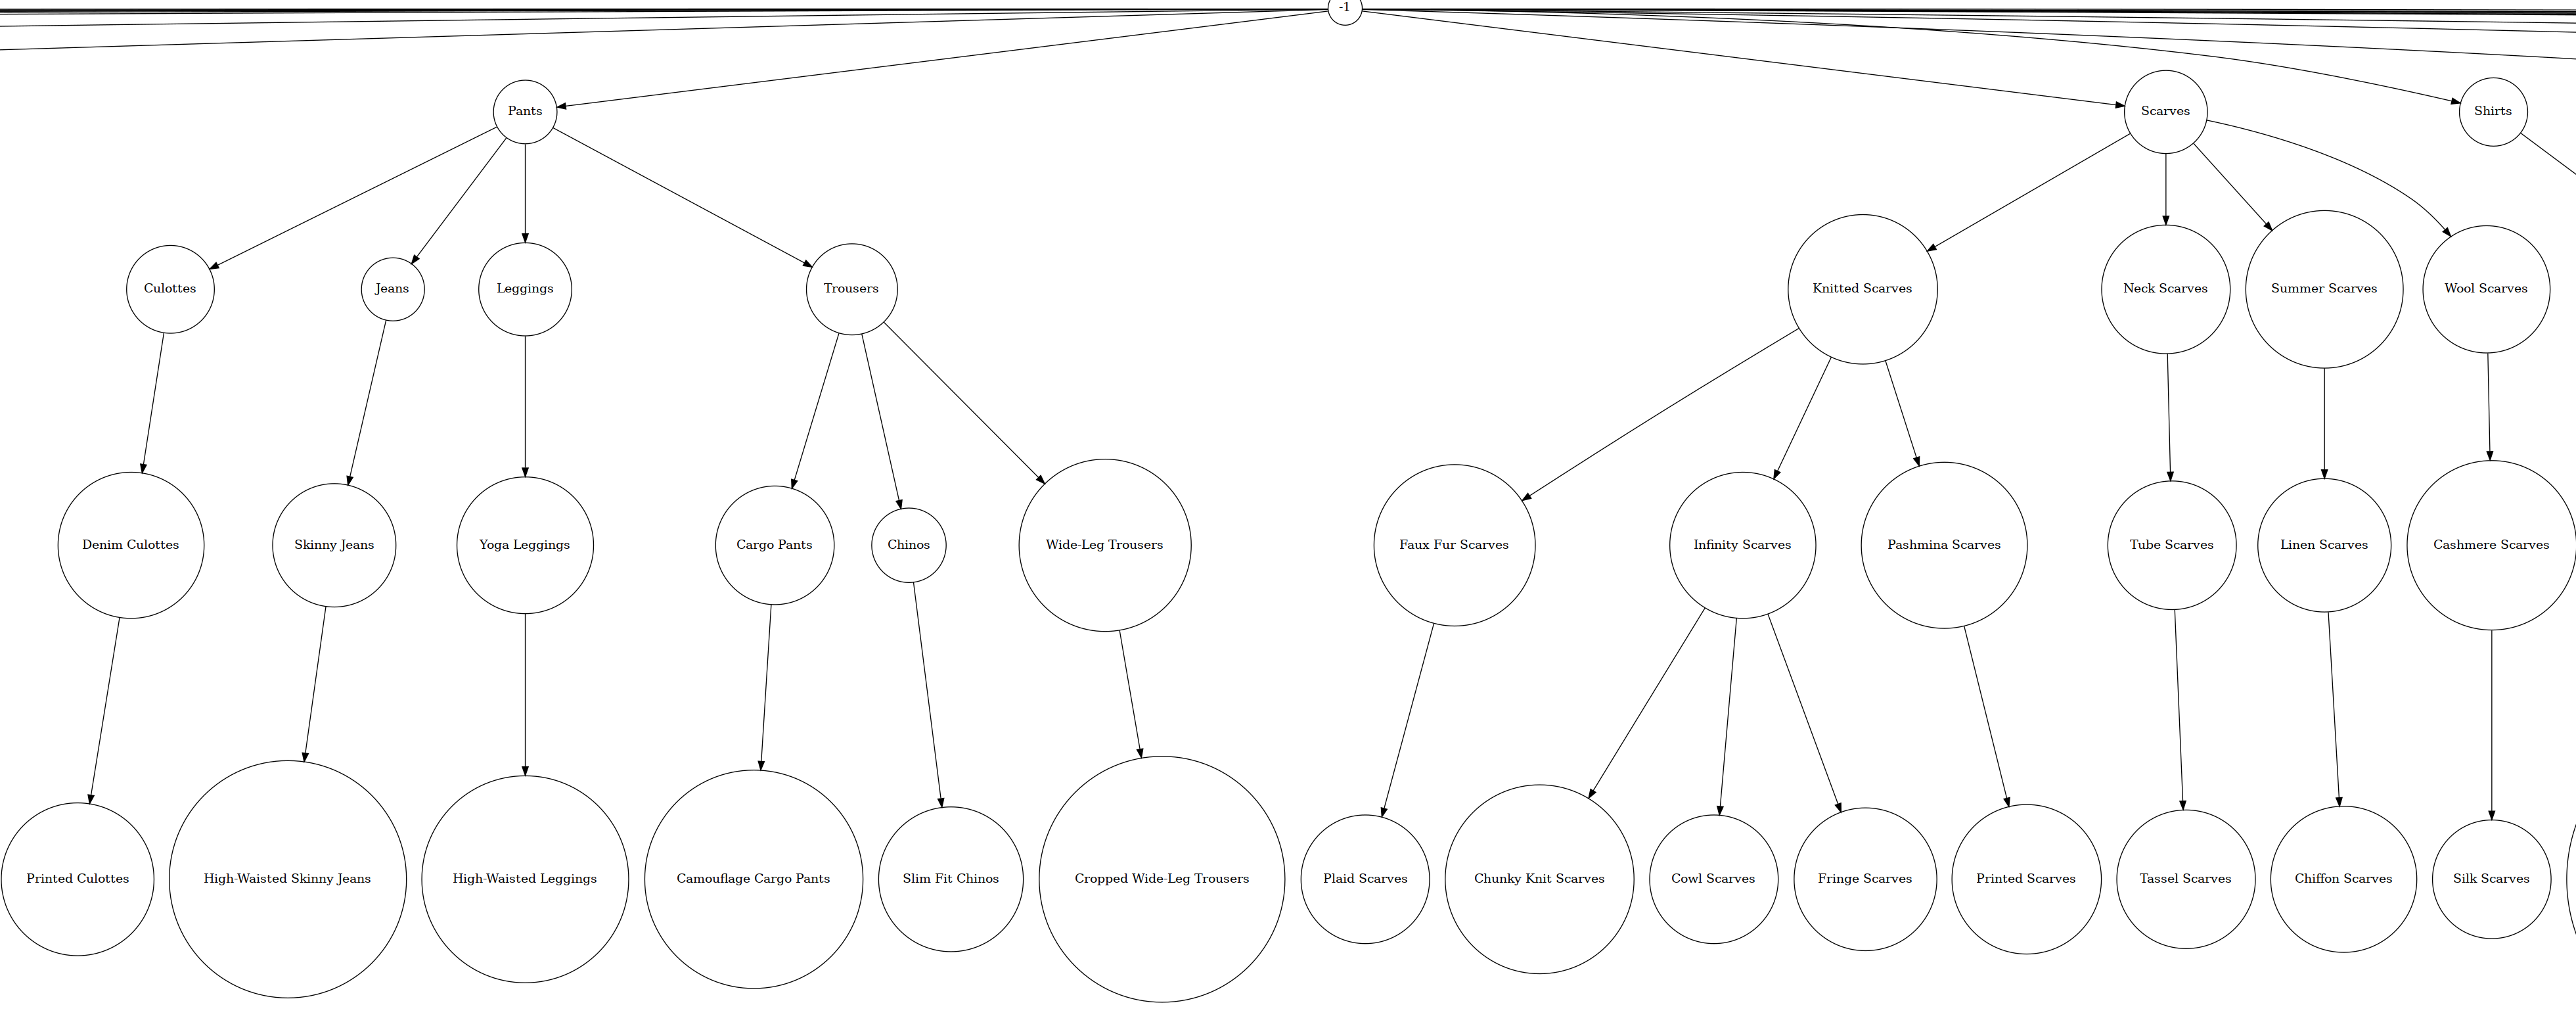 -1
Pants
Scarves
Shirts
Culottes
Jeans
Leggings
Trousers
Knitted Scarves
Neck Scarves
Summer Scarves
Wool Scarves
Denim Culottes
Skinny Jeans
Yoga Leggings
Cargo Pants
Chinos
Wide-Leg Trousers
Faux Fur Scarves
Infinity Scarves
Pashmina Scarves
Tube Scarves
Linen Scarves
Cashmere Scarves
Printed Culottes
High-Waisted Skinny Jeans
High-Waisted Leggings
Camouflage Cargo Pants
Slim Fit Chinos
Cropped Wide-Leg Trousers
Plaid Scarves
Chunky Knit Scarves
Cowl Scarves
Fringe Scarves
Printed Scarves
Tassel Scarves
Chiffon Scarves
Silk Scarves